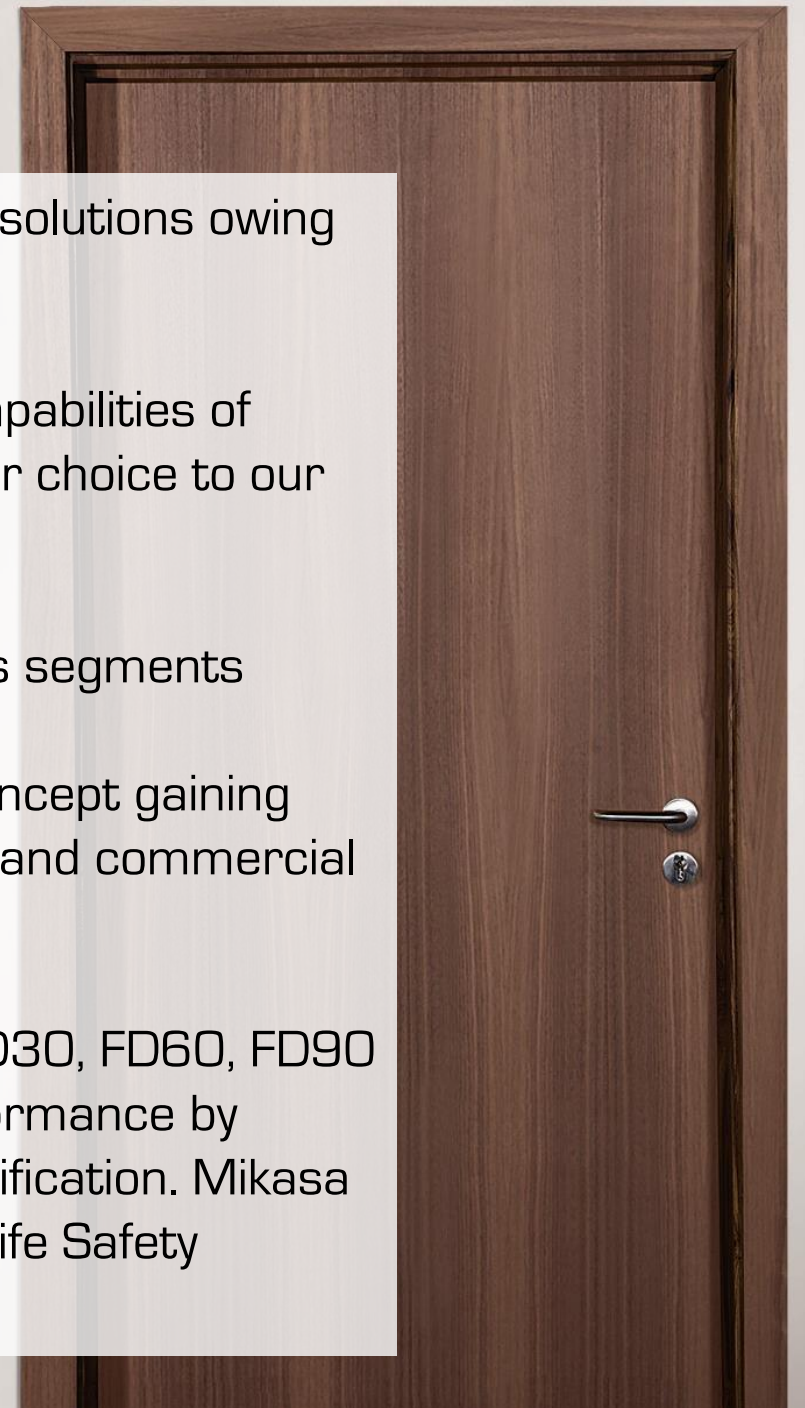 solutions owing
pabilities of
r choice to our
s segments
ncept gaining
and commercial
030, FD60, FD90
ormance by
ification. Mikasa
ife Safety